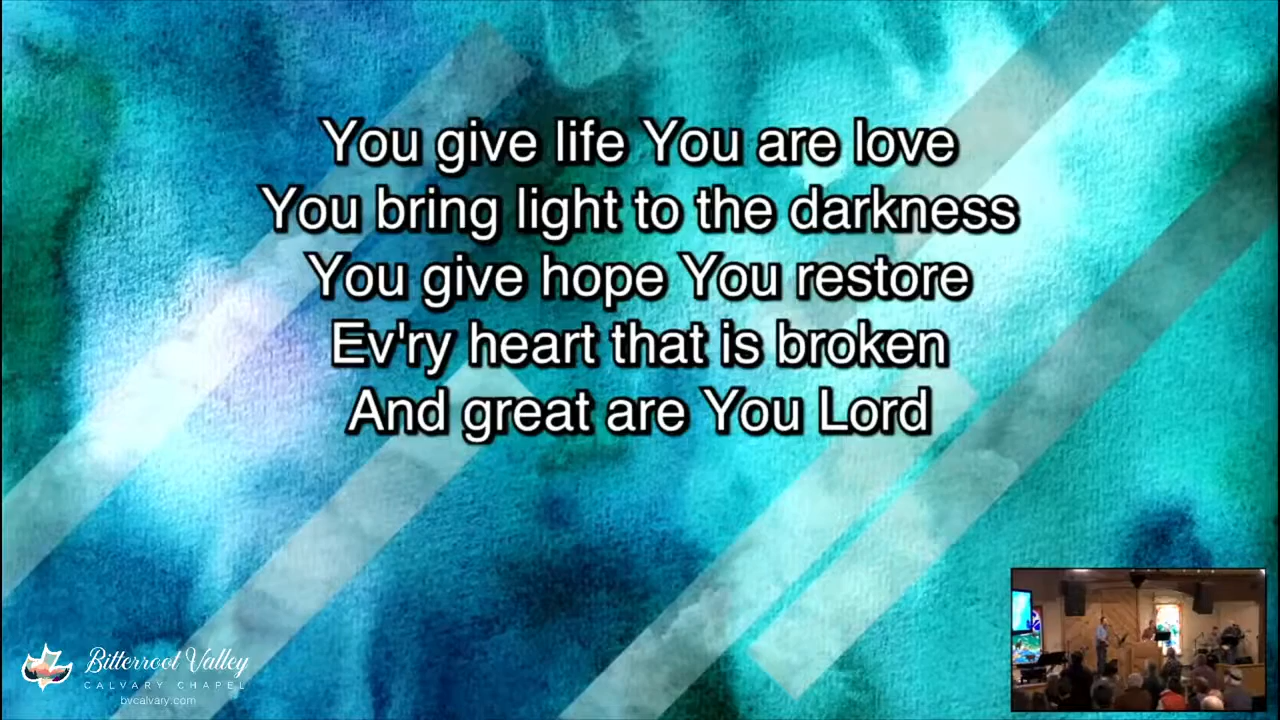 You give life You are love
You bring light to the darkness
You give hope You restore
Ev'ry heart that is broken
And great are You Lord
Bitterroot Valley
CALVARY CHAPEL
bvcalvary.com